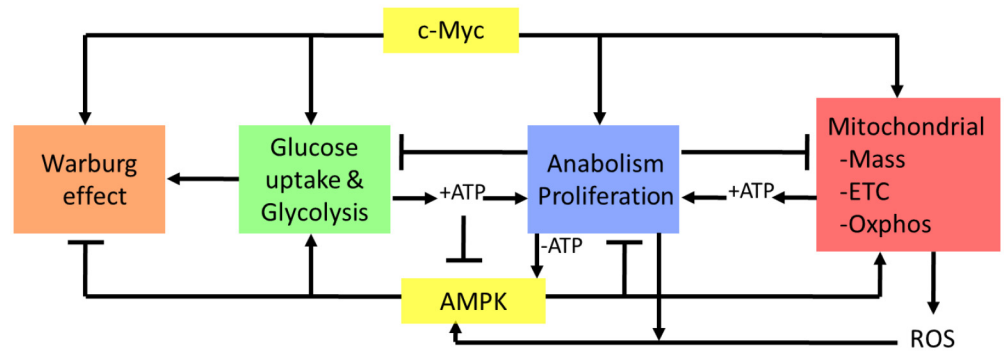 c-Myc
Warburg
effect
Glucose
uptake &
Glycolysis
+ATP
Anabolism
Proliferation
+ATP
Mitochondrial
-Mass
-ETC
-Oxphos
-ATP
AMPK
ROS